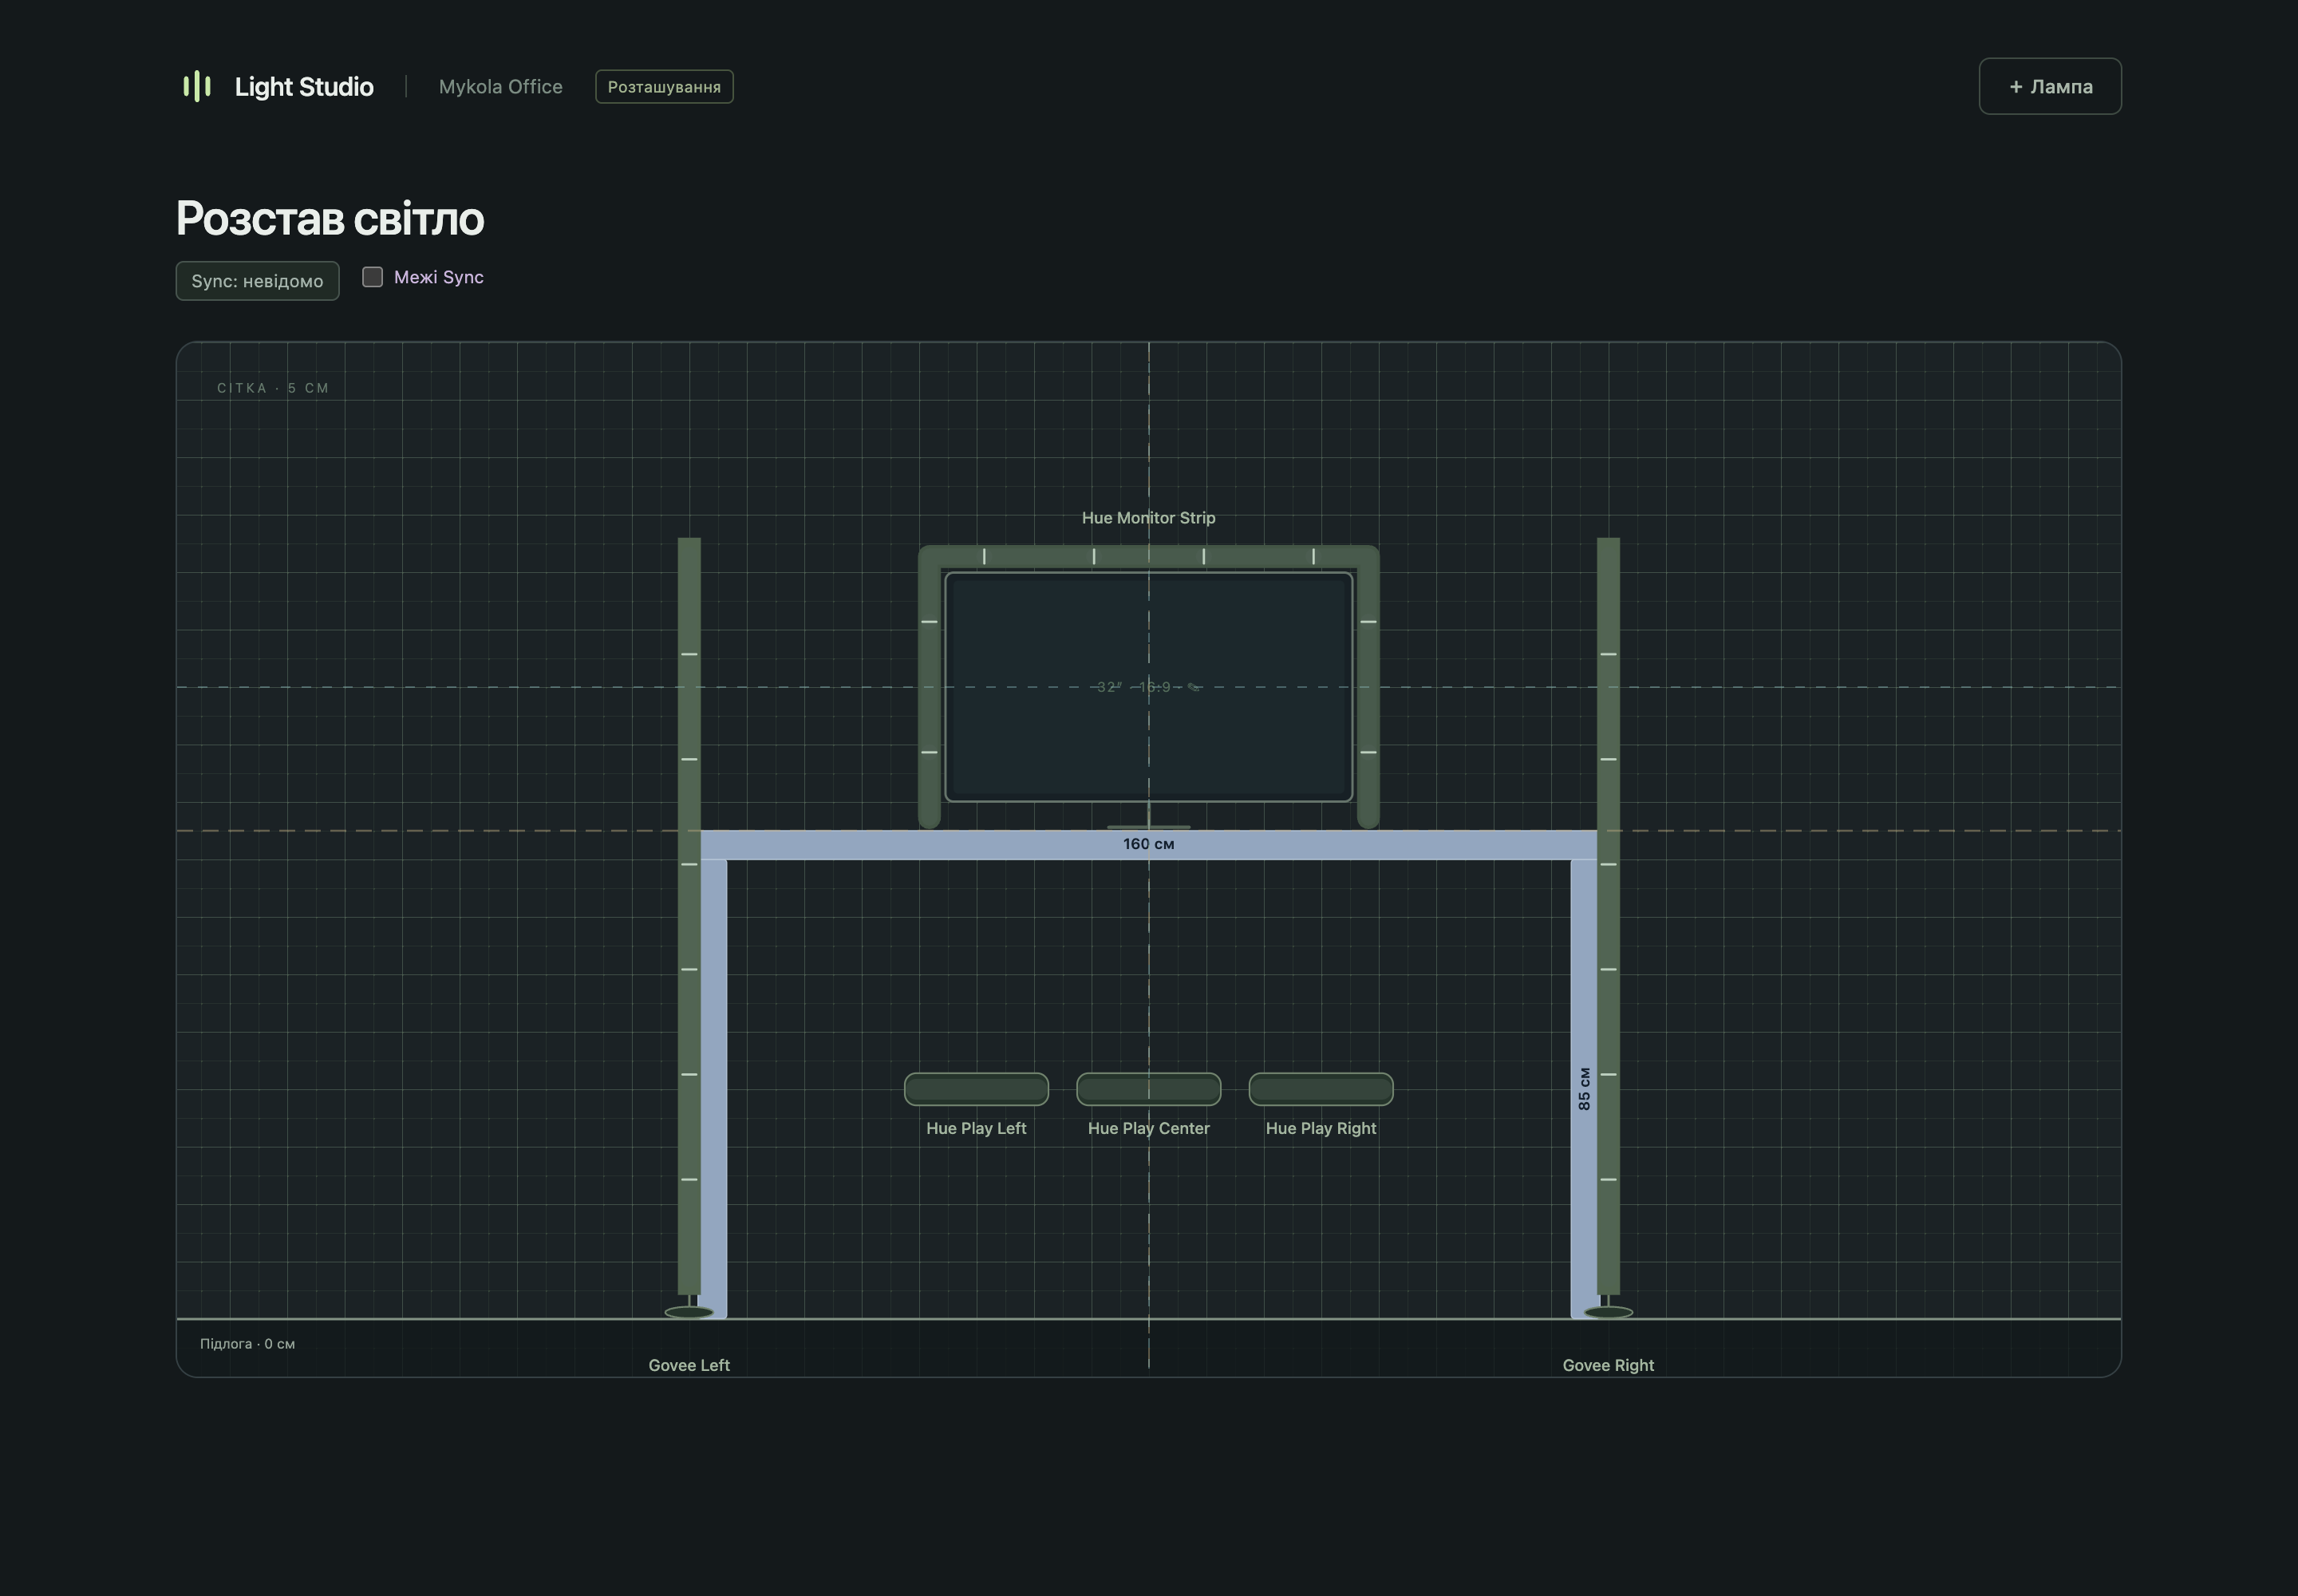 Light Studio
Mykola Office
Розташування
+ Лампа
Розстав світло
Sync: невідомо
Межі Sync
СІТКА · 5 СМ
Hue Monitor Strip
32″ · 16:9 · ✎
160 см
85 см
Hue Play Left
Hue Play Center
Hue Play Right
Підлога · 0 см
Govee Left
Govee Right